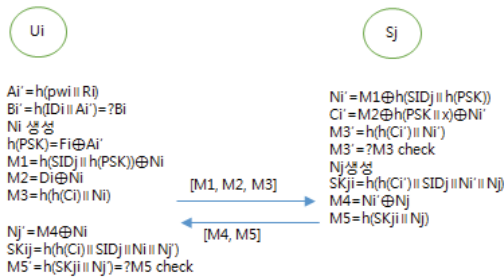 Ui
Sj
Ai'=h(pwi॥Ri)
Bi'=h(IDi॥Ai')=?Bi
Ni 생성
h(PSK)=Fi⊕Ai'
M1=h(SIDj॥h(PSK))⊕Ni
M2=Di⊕Ni
M3=h(h(Ci)॥Ni)
Ni'=M1⊕h(SIDj॥h(PSK))
Ci'=M2⊕h(PSK॥x)⊕Ni'
M3'=h(h(Ci')॥Ni')
M3'=?M3 check
Nj생성
SKji=h(h(Ci')॥SIDj॥Ni'॥Nj)
M4=Ni'⊕Nj
M5=h(SKji॥Nj)
[M1, M2, M3]
[M4, M5]
Nj'=M4⊕Ni
SKij=h(h(Ci)॥SIDj॥Ni॥Nj')
M5'=h(SKji॥Nj')=?M5 check